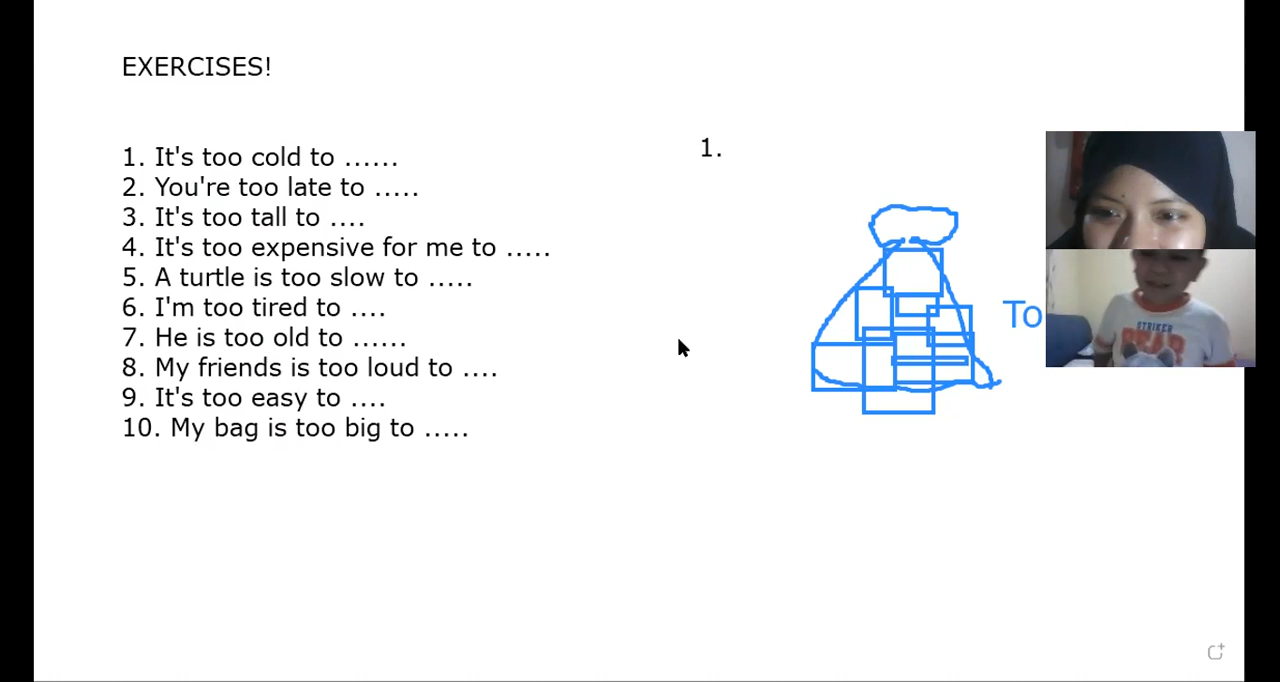 EXERCISES!
1. It's too cold to ......
2. You're too late to .....
3. It's too tall to ....
4. It's too expensive for me to .....
5. A turtle is too slow to .....
6. I'm too tired to ....
7. He is too old to ......
8. My friends is too loud to ....
9. It's too easy to ....
10. My bag is too big to .....
1.
To
STRIKER